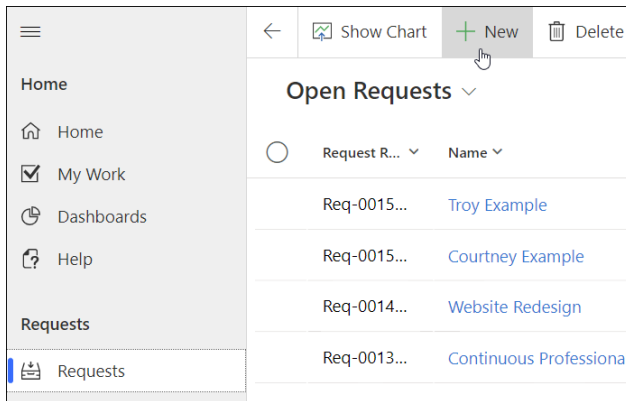 Show Chart New Delete
Home
Home
My Work
Dashboards
Help
Requests
Requests
Open Requests
Request R... Name
Req-0015... Troy Example
Req-0015... Courtney Example
Req-0014... Website Redesign
Req-0013... Continuous Professiona